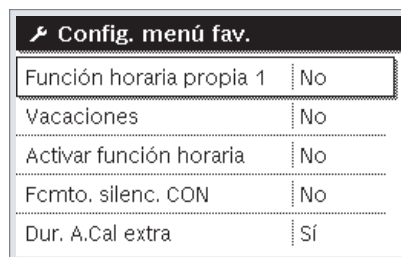 Config. menú fav.
Función horaria propia 1 No
Vacaciones No
Activar función horaria No
Fcmto. silenc. CON No
Dur. A.Cal extra Sí